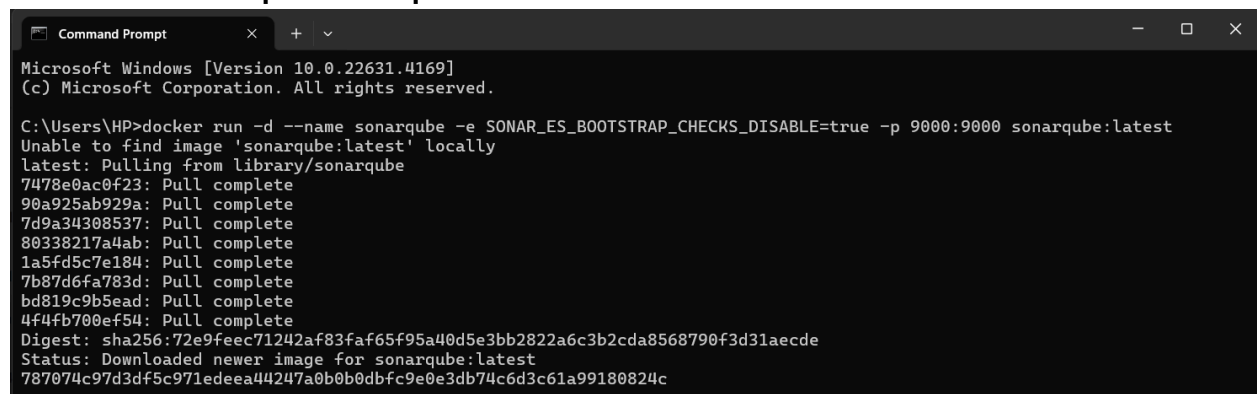 Command Prompt
Microsoft Windows [Version 10.0.22631.4169]
(c) Microsoft Corporation. All rights reserved.
C:\Users\HP>docker run -d --name sonarqube -e SONAR_ES_BOOTSTRAP_CHECKS_DISABLE=true -p 9000:9000 sonarqube:latest
Unable to find image 'sonarqube:latest' locally
latest: Pulling from library/sonarqube
7478e0ac0f23: Pull complete
90a925ab929a: Pull complete
7d9a34308537: Pull complete
80338217a4ab: Pull complete
1a5fd5c7e184: Pull complete
7b87d6fa783d: Pull complete
bd819c9b5ead: Pull complete
4f4fb700ef54: Pull complete
Digest: sha256:72e9feec71242af83faf65f95a40d5e3bb2822a6c3b2cda8568790f3d31aecde
Status: Downloaded newer image for sonarqube:latest
787074c97d3df5c971edeea44247a0b0b0dbfc9e0e3db74c6d3c61a99180824c